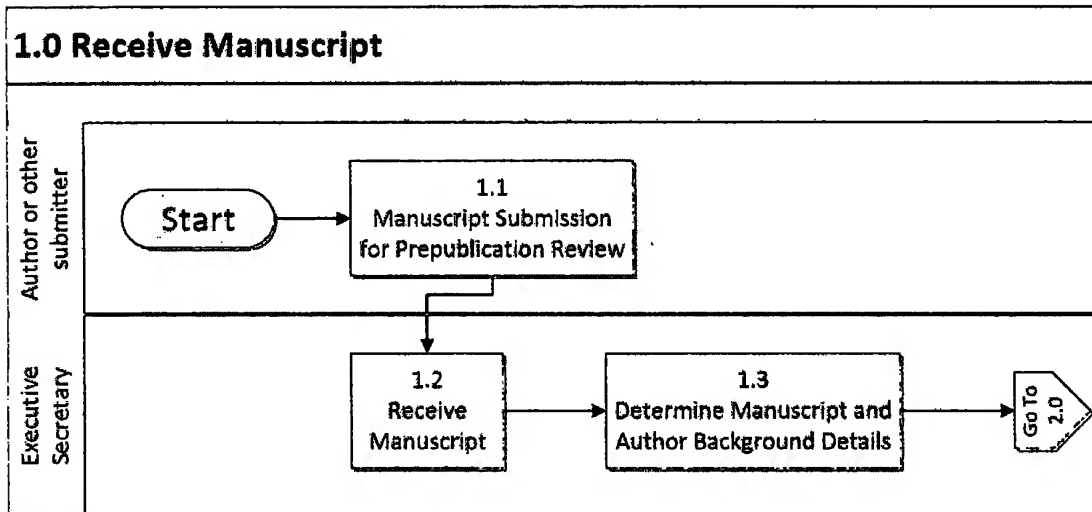 1.0 Receive Manuscript
Author or other
submitter
Start
1.1
Manuscript Submission
for Prepublication Review
Executive
Secretary
1.2
Receive
Manuscript
1.3
Determine Manuscript and
Author Background Details
Go To
2.0